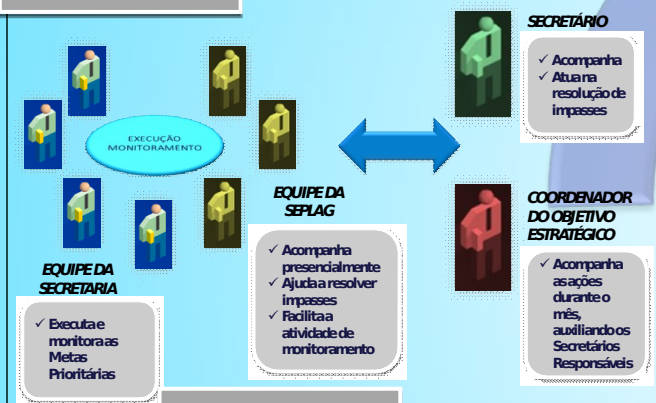 SECRETÁRIO
✓ Acompanha
✓ Atua na
resolução de
impasses
EXECUÇÃO
MONITORAMENTO
EQUIPE DA
SEPLAG
✓ Acompanha
presencialmente
✓ Ajuda a resolver
impasses
✓ Facilita a
atividade de
monitoramento
COORDENADOR
DO OBJETIVO
ESTRATÉGICO
✓ Acompanha
as ações
durante o
mês,
auxiliando os
Secretários
Responsáveis
EQUIPE DA
SECRETARIA
✓ Executa e
monitora as
Metas
Prioritárias